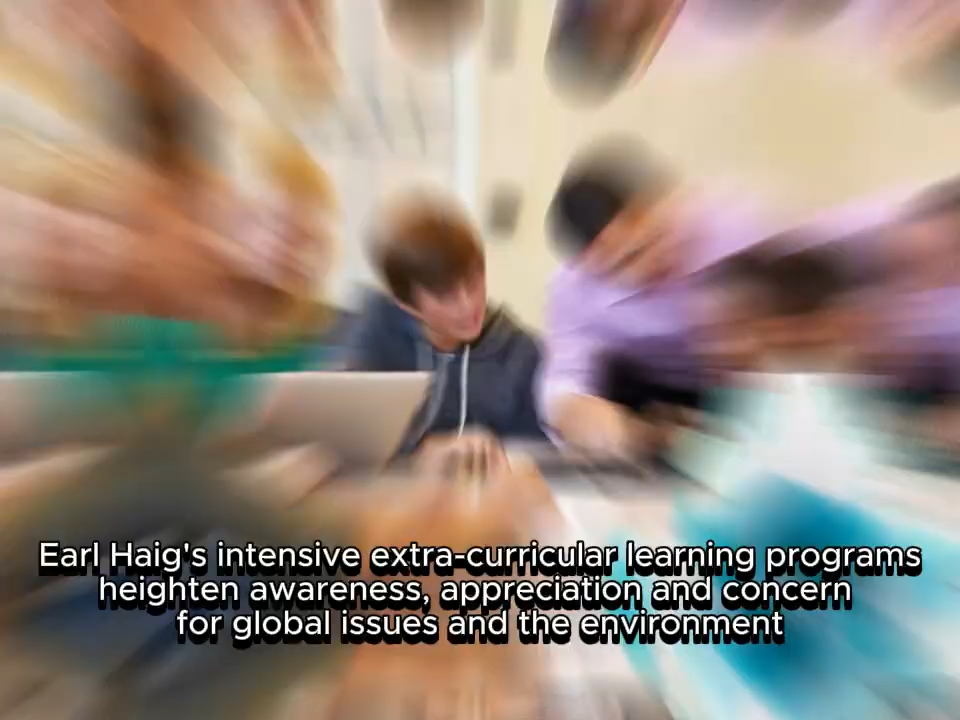 Earl Haig's intensive extra-curricular learning programs
heighten awareness, appreciation and concern
for global issues and the environment